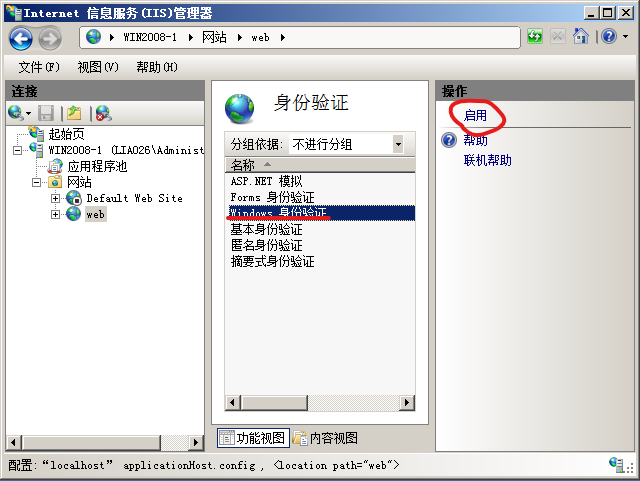 Internet 信息服务(IIS)管理器
WIN2008-1 网站 web
文件(F) 视图(V) 帮助(H)
连接
起始页
WIN2008-1 (LIA026\Administ
应用程序池
网站
Default Web Site
web
身份验证
分组依据: 不进行分组
名称
ASP.NET 模拟
Forms 身份验证
Windows 身份验证
基本身份验证
匿名身份验证
摘要式身份验证
功能视图 内容视图
操作
启用
帮助
联机帮助
配置:“localhost” applicationHost.config , <location path="web">